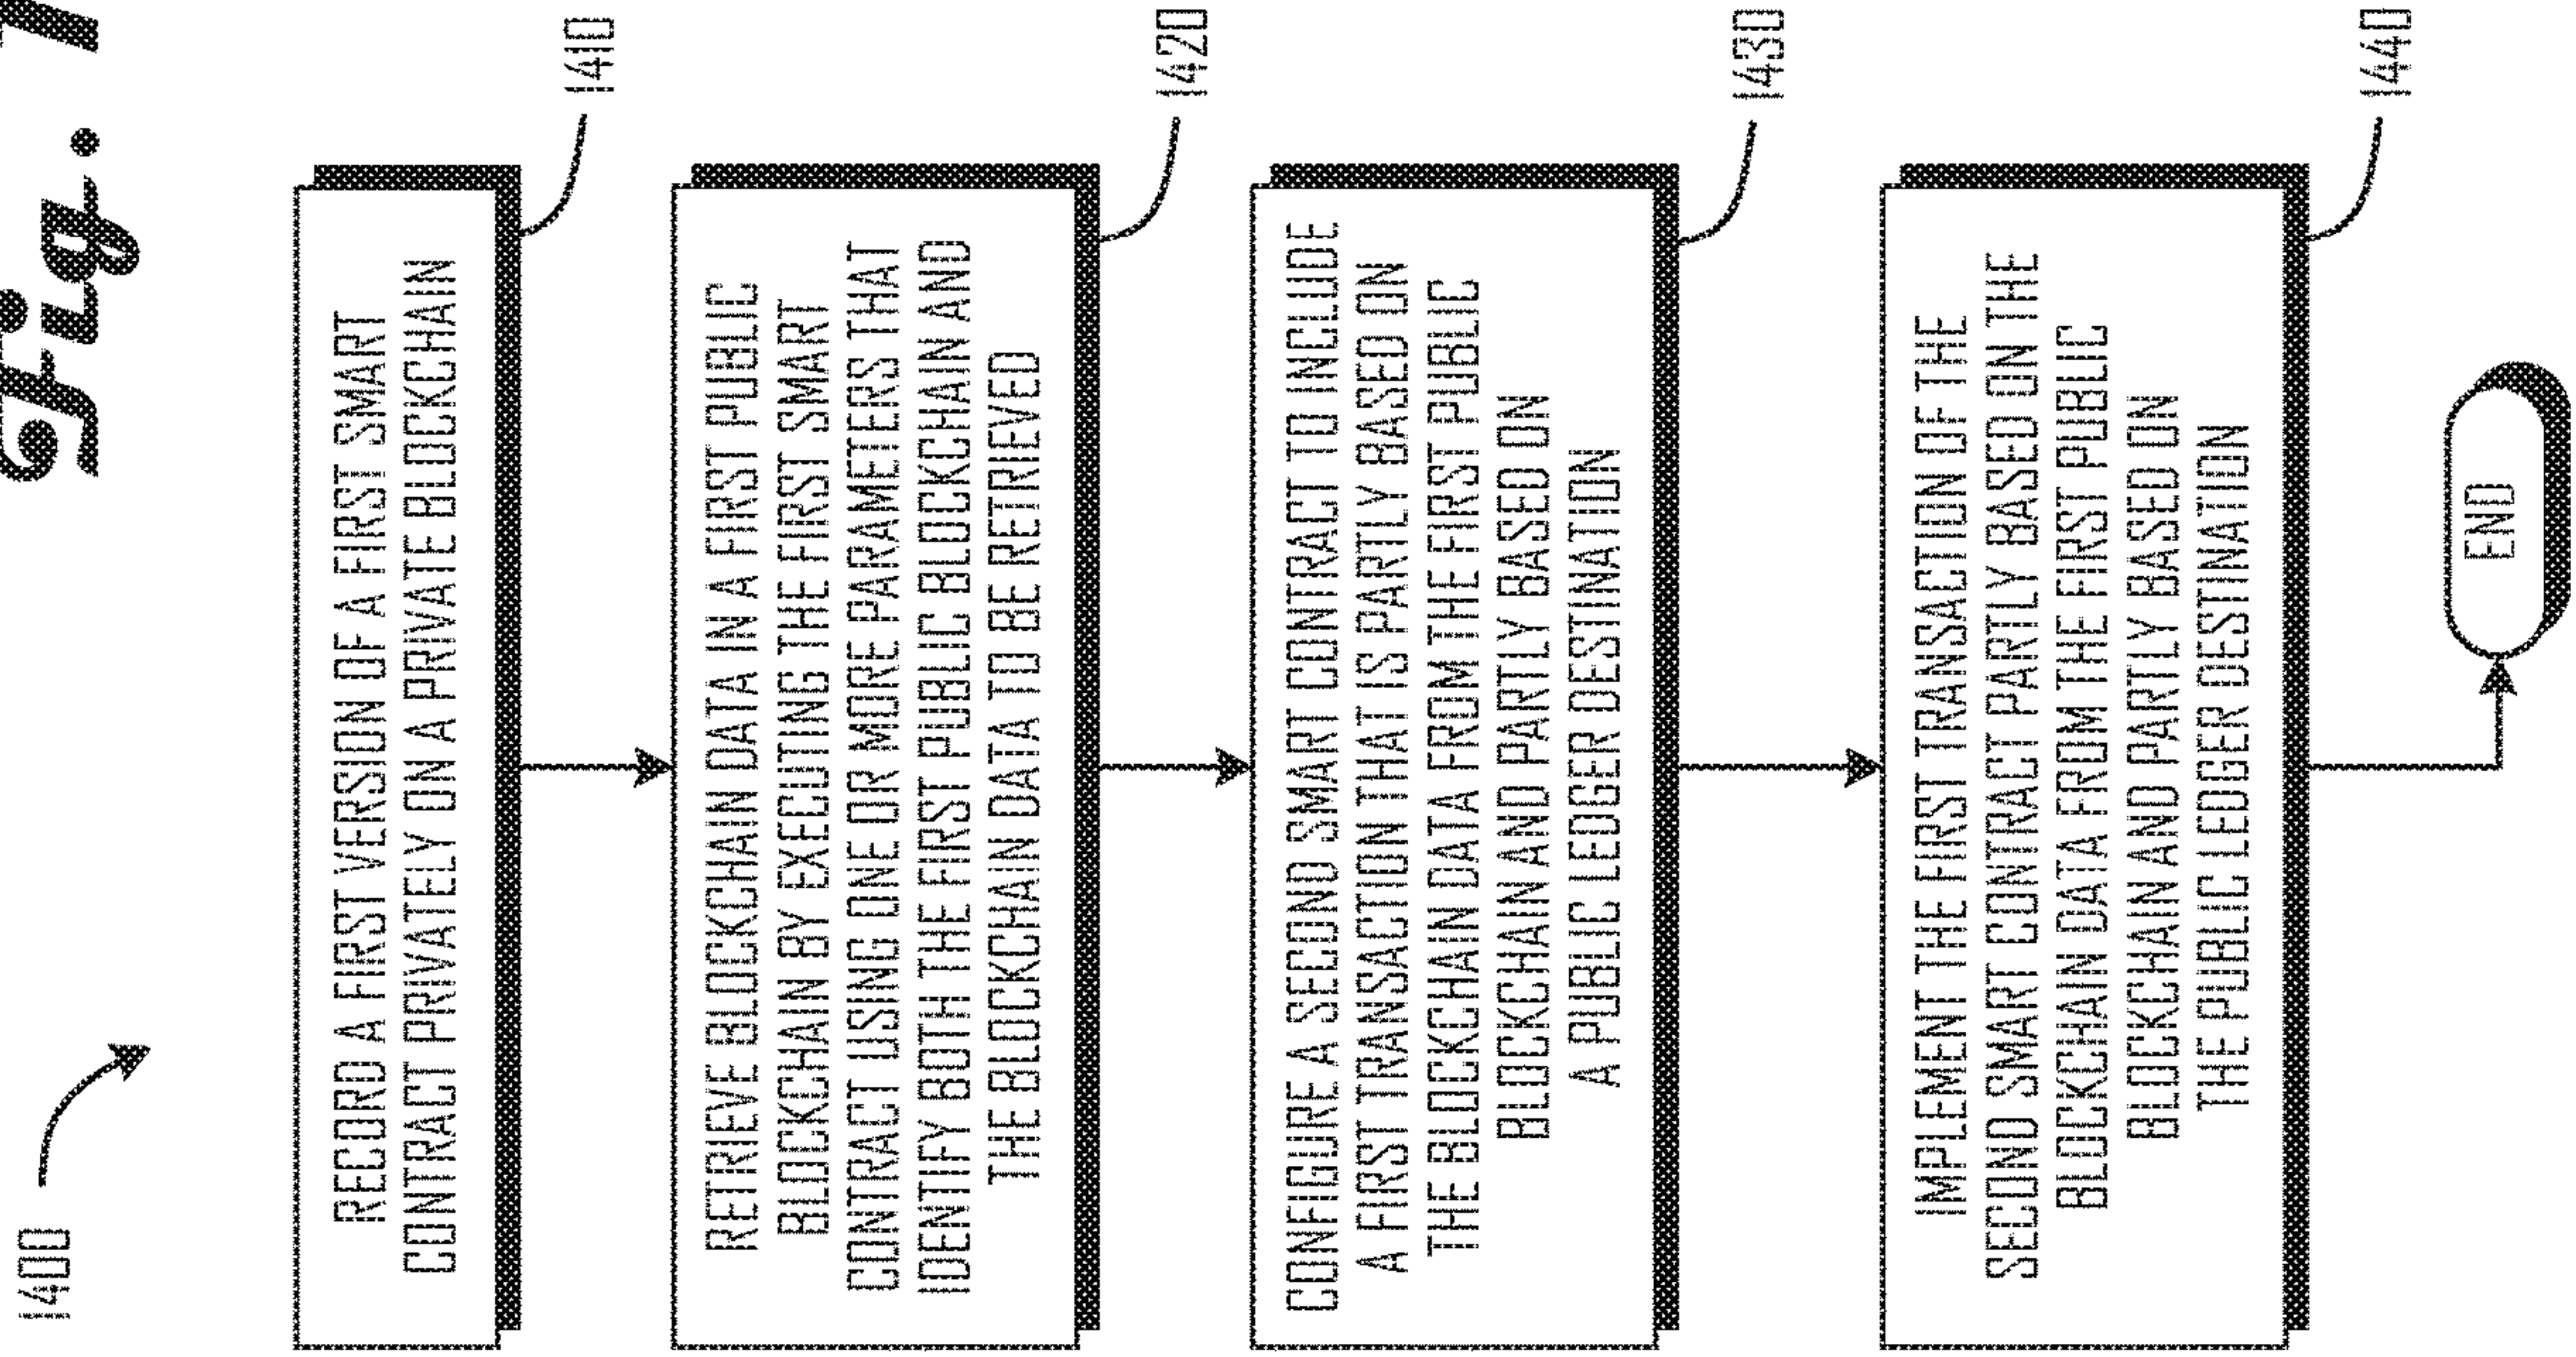 Fig.
1400
RECORD A FIRST VERSION OF A FIRST SMART
CONTRACT PRIVATELY ON A PRIVATE BLOCKCHAIN
1410
RETRIEVE BLOCKCHAIN DATA IN A FIRST PUBLIC
BLOCKCHAIN BY EXECUTING THE FIRST SMART
CONTRACT USING ONE OR MORE PARAMETERS THAT
IDENTIFY BOTH THE FIRST PUBLIC BLOCKCHAIN AND
THE BLOCKCHAIN DATA TO BE RETRIEVED
1420
CONFIGURE A SECOND SMART CONTRACT TO INCLUDE
A FIRST TRANSACTION THAT IS PARTLY BASED ON
THE BLOCKCHAIN DATA FROM THE FIRST PUBLIC
BLOCKCHAIN AND PARTLY BASED ON
A PUBLIC LEDGER DESTINATION
1430
IMPLEMENT THE FIRST TRANSACTION OF THE
SECOND SMART CONTRACT PARTLY BASED ON THE
BLOCKCHAIN DATA FROM THE FIRST PUBLIC
BLOCKCHAIN AND PARTLY BASED ON
THE PUBLIC LEDGER DESTINATION
1440
END